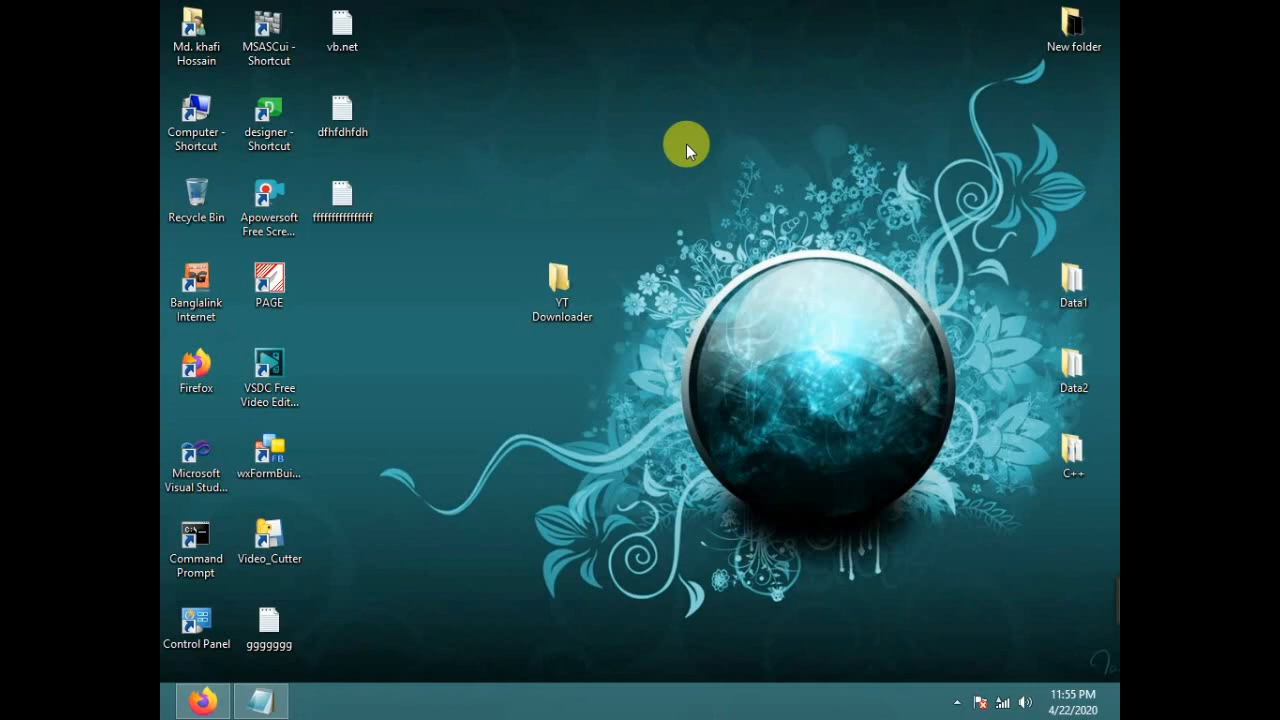 Md. khafi
Hossain
MSASCui -
Shortcut
vb.net
New folder
Computer -
Shortcut
designer -
Shortcut
dfhfdhfdh
Recycle Bin
Apowersoft
Free Scre...
ffffffffffffffff
Banglalink
Internet
PAGE
YT
Downloader
Data1
Firefox
VSDC Free
Video Edit...
Data2
Microsoft
Visual Stud...
wxFormBui...
C++
Command
Prompt
Video_Cutter
Control Panel
ggggggg
11:55 PM
4/22/2020